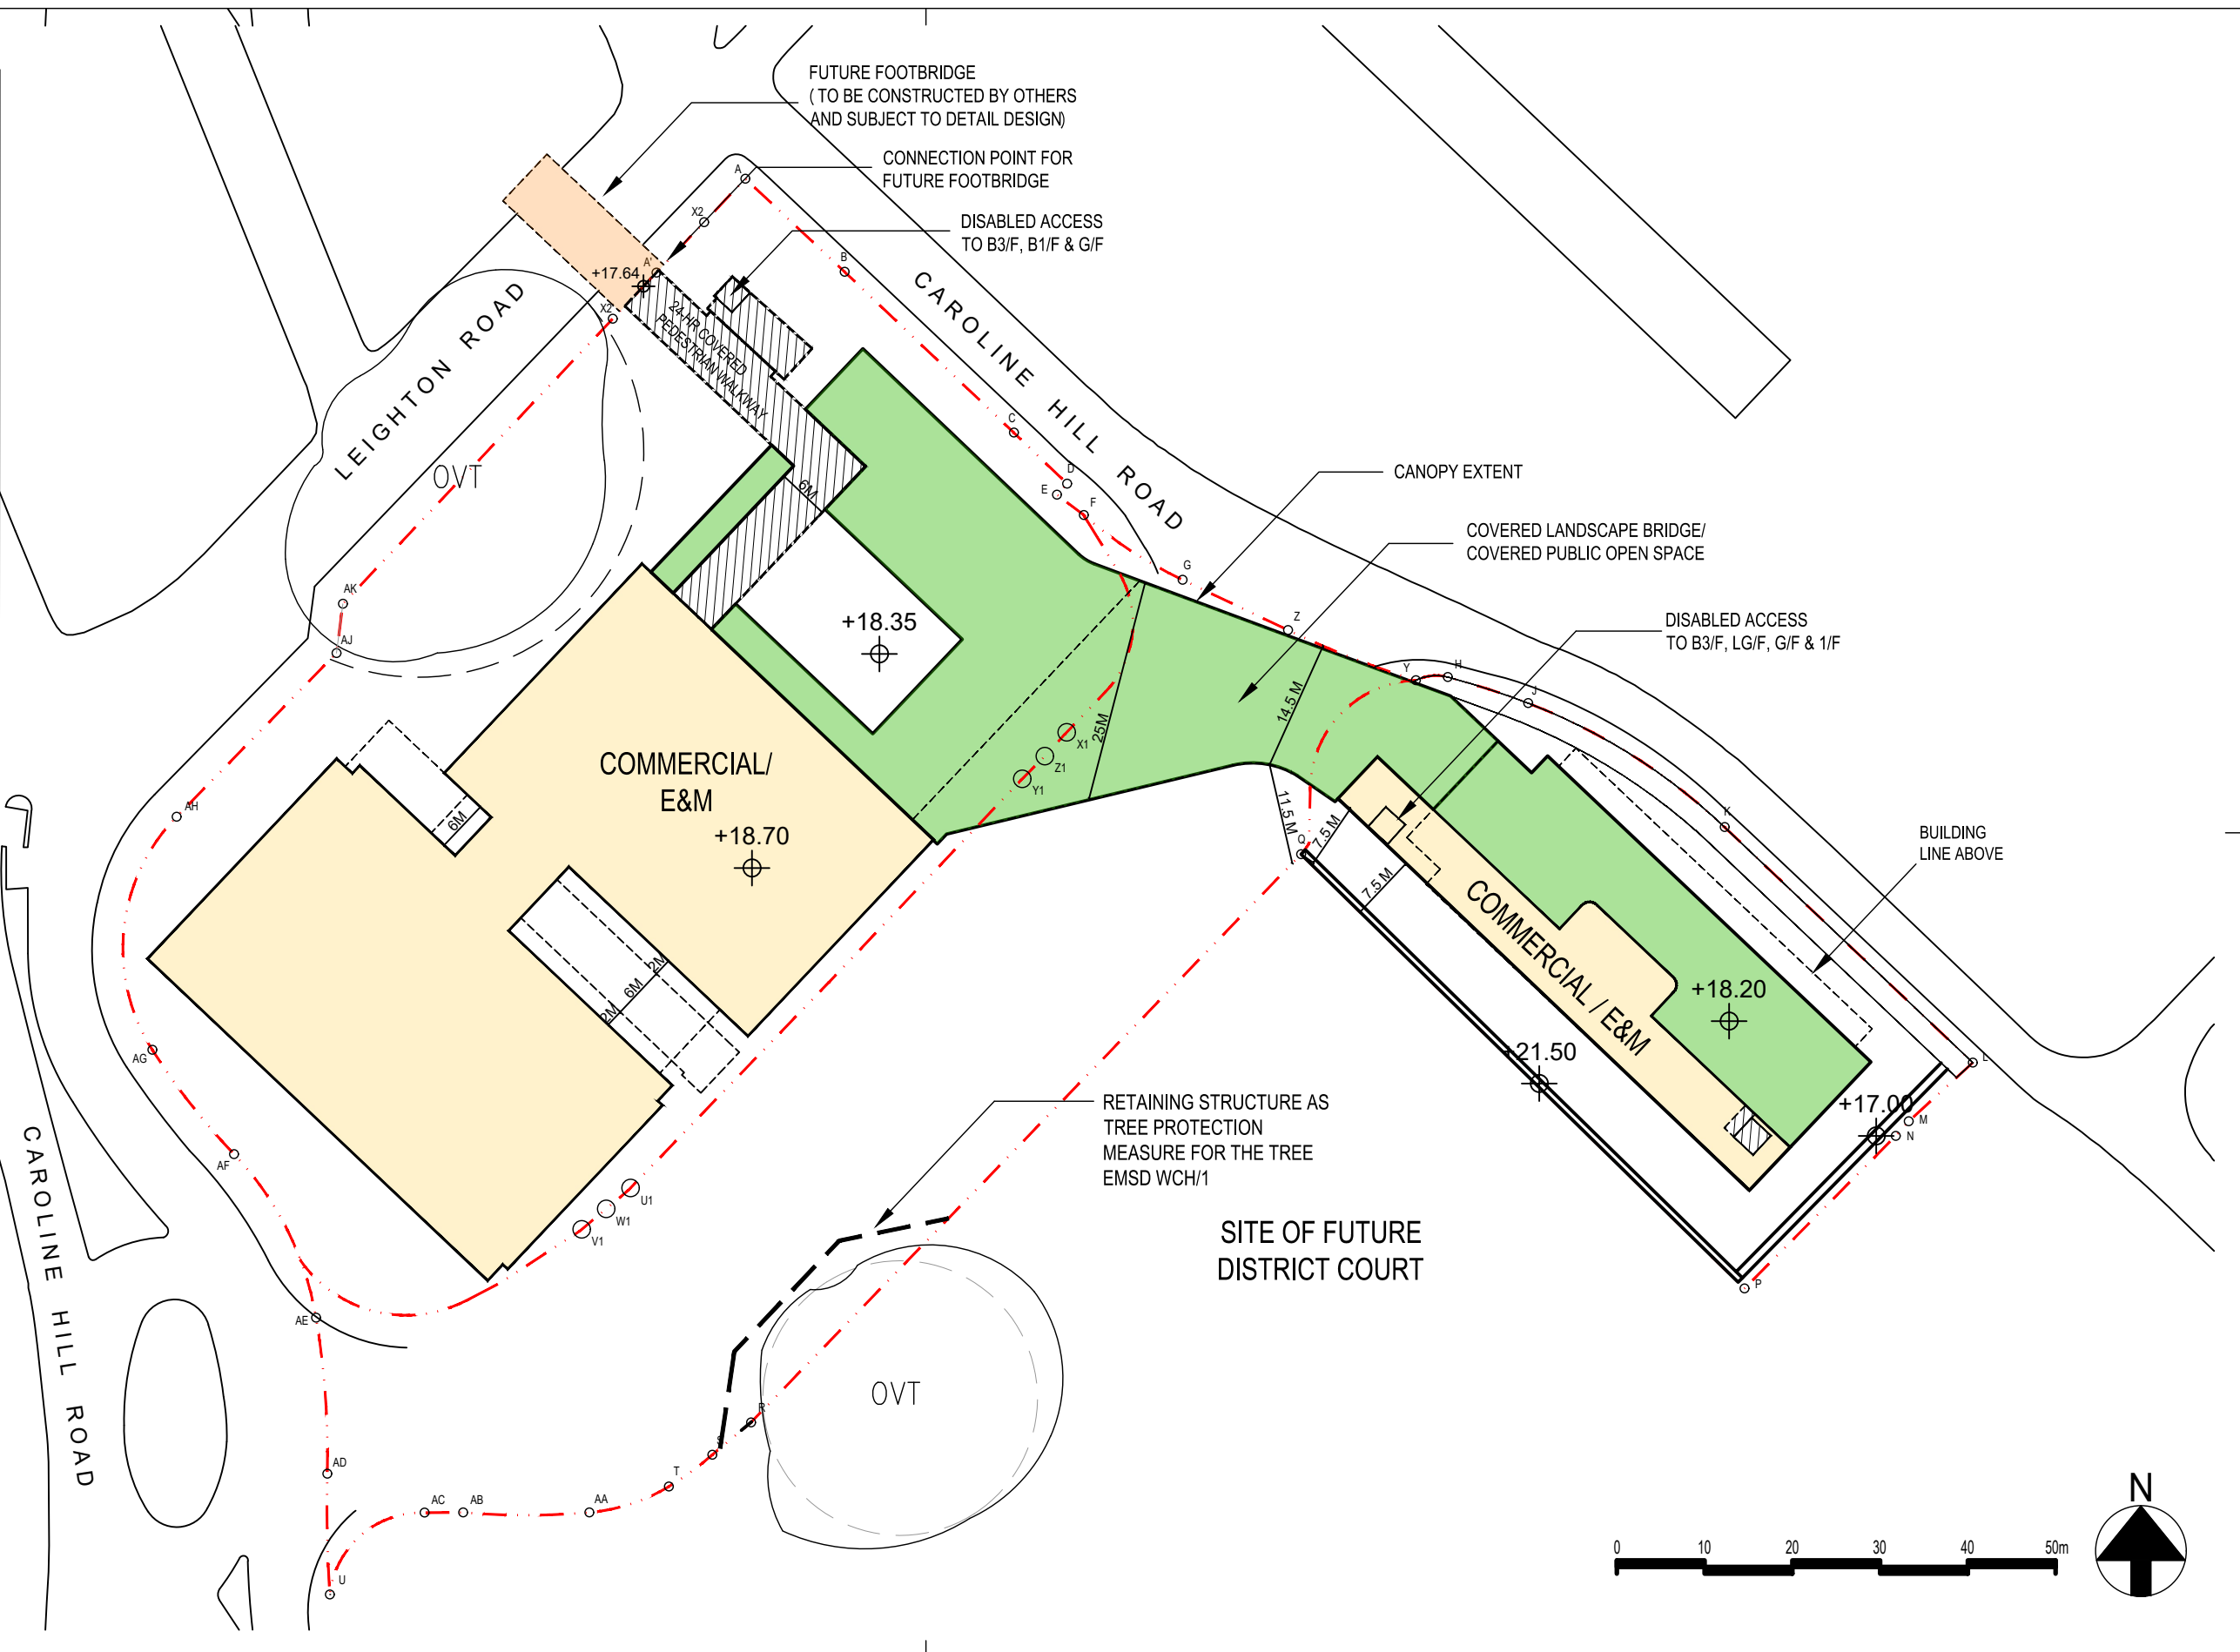 FUTURE FOOTBRIDGE
( TO BE CONSTRUCTED BY OTHERS
AND SUBJECT TO DETAIL DESIGN)
CONNECTION POINT FOR
FUTURE FOOTBRIDGE
DISABLED ACCESS
TO B3/F, B1/F & G/F
A
X2
B
A'
+17.64
X2
24-HR COVERED
PEDESTRIAN WALKWAY
LEIGHTON ROAD
CAROLINE HILL ROAD
OVT
C
D
E
F
G
6M
CANOPY EXTENT
COVERED LANDSCAPE BRIDGE/
COVERED PUBLIC OPEN SPACE
DISABLED ACCESS
TO B3/F, LG/F, G/F & 1/F
AK
AJ
+18.35
Z
Y
H
J
14.5 M
25M
X1
Z1
Y1
COMMERCIAL/
E&M
+18.70
AH
6M
11.5 M
7.5 M
Q
7.5 M
K
BUILDING
LINE ABOVE
COMMERCIAL / E&M
+18.20
2M
6M
2M
AG
+21.50
L
+17.00
M
N
P
RETAINING STRUCTURE AS
TREE PROTECTION
MEASURE FOR THE TREE
EMSD WCH/1
SITE OF FUTURE
DISTRICT COURT
AF
U1
W1
V1
AE
CAROLINE HILL ROAD
OVT
R
S
T
AD
AC
AB
AA
U
0
10
20
30
40
50m
N